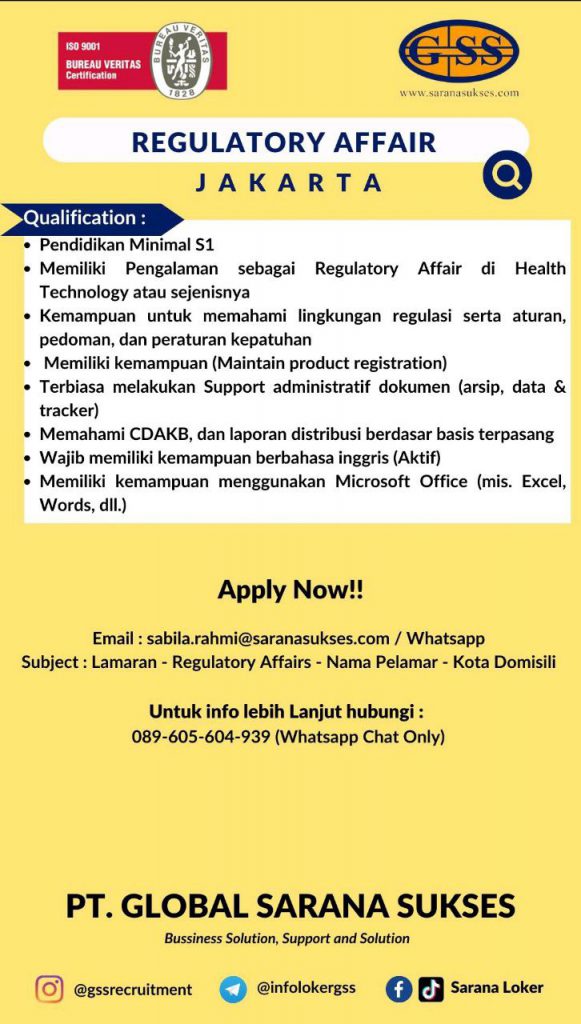 ISO 9001
BUREAU VERITAS
Certification
BUREAU VERITAS
1828
GSS
www.saranasukses.com
REGULATORY AFFAIR
JAKARTA
Qualification :
• Pendidikan Minimal S1
• Memiliki Pengalaman sebagai Regulatory Affair di Health
Technology atau sejenisnya
• Kemampuan untuk memahami lingkungan regulasi serta aturan,
pedoman, dan peraturan kepatuhan
• Memiliki kemampuan (Maintain product registration)
• Terbiasa melakukan Support administratif dokumen (arsip, data &
tracker)
• Memahami CDAKB, dan laporan distribusi berdasar basis terpasang
• Wajib memiliki kemampuan berbahasa inggris (Aktif)
• Memiliki kemampuan menggunakan Microsoft Office (mis. Excel,
Words, dll.)
Apply Now!!
Email : sabila.rahmi@saranasukses.com / Whatsapp
Subject : Lamaran - Regulatory Affairs - Nama Pelamar - Kota Domisili
Untuk info lebih Lanjut hubungi :
089-605-604-939 (Whatsapp Chat Only)
PT. GLOBAL SARANA SUKSES
Bussiness Solution, Support and Solution
@gssrecruitment
@infolokergss
Sarana Loker